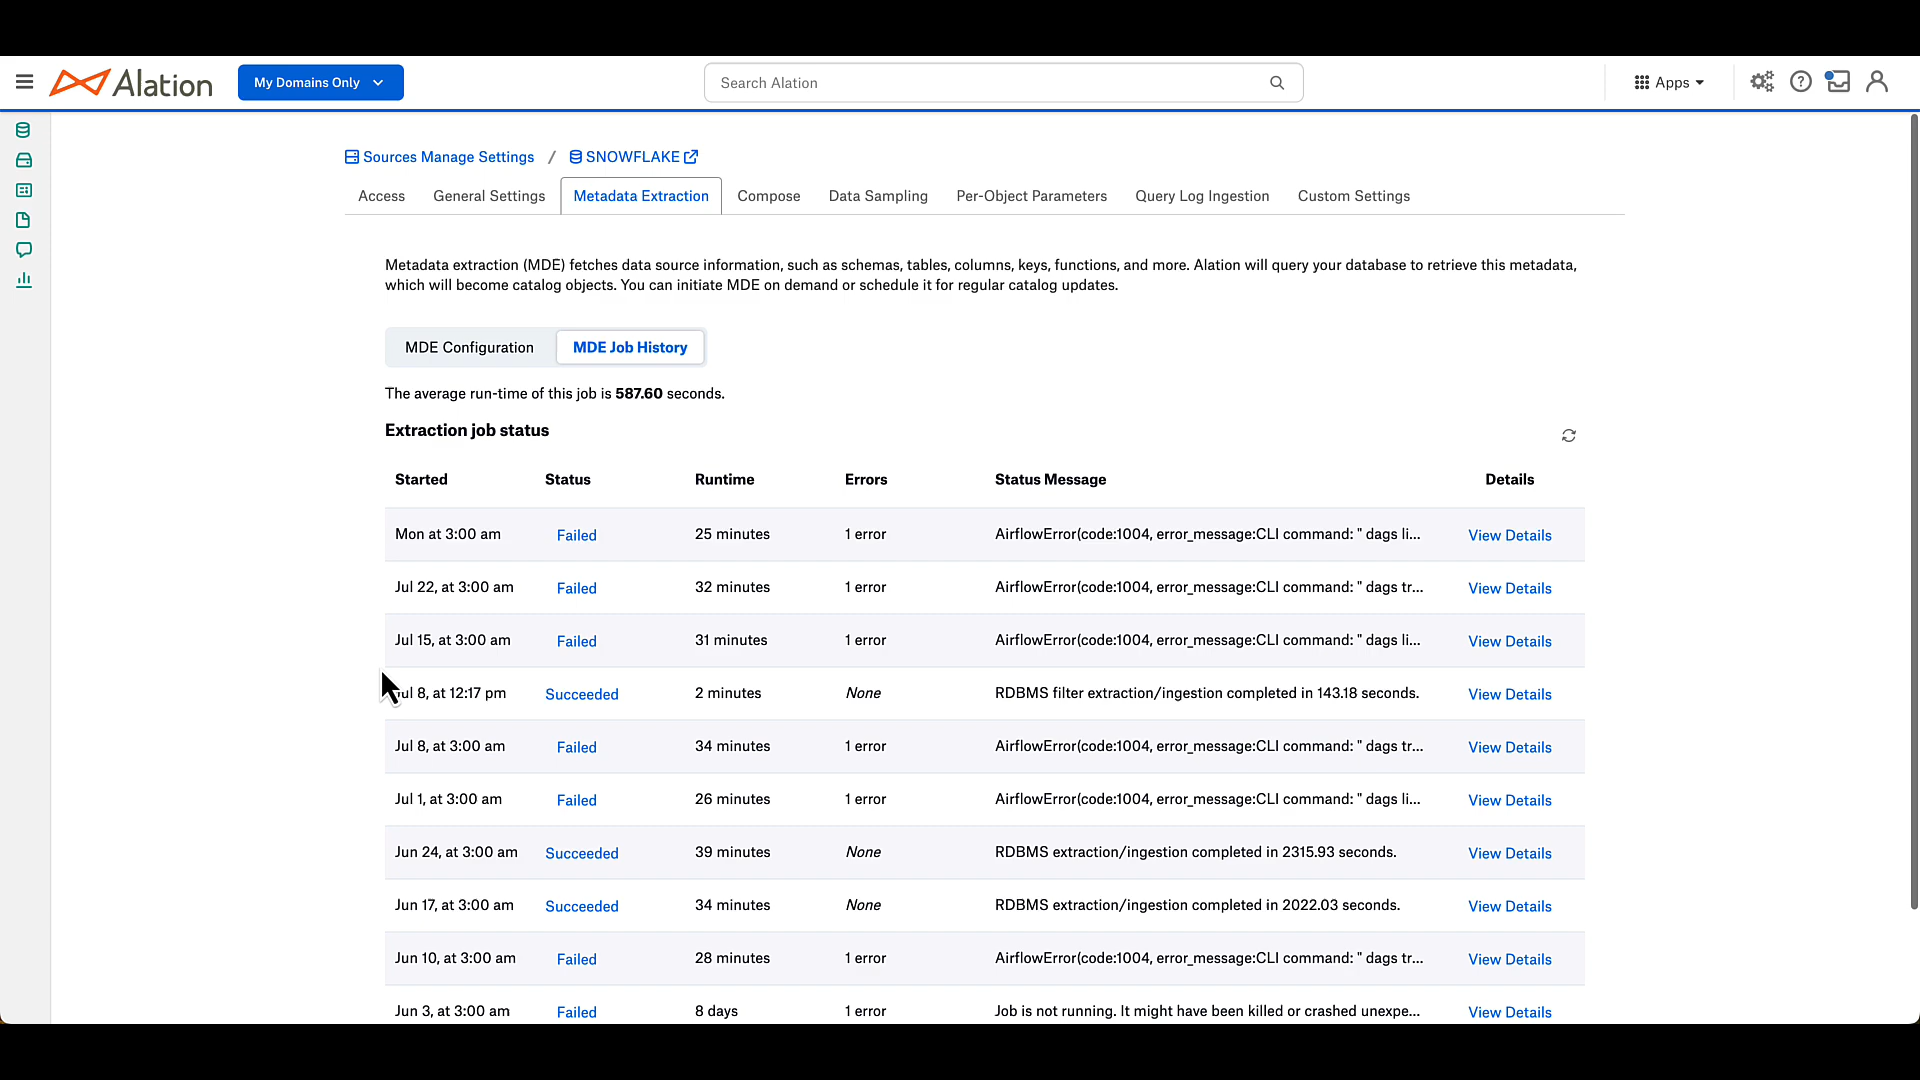 Alation
My Domains Only
Search Alation
Apps
Sources Manage Settings / SNOWFLAKE
Access General Settings Metadata Extraction Compose Data Sampling Per-Object Parameters Query Log Ingestion Custom Settings
Metadata extraction (MDE) fetches data source information, such as schemas, tables, columns, keys, functions, and more. Alation will query your database to retrieve this metadata,
which will become catalog objects. You can initiate MDE on demand or schedule it for regular catalog updates.
MDE Configuration MDE Job History
The average run-time of this job is 587.60 seconds.
Extraction job status
Started Status Runtime Errors Status Message Details
Mon at 3:00 am Failed 25 minutes 1 error AirflowError(code:1004, error_message:CLI command: " dags li... View Details
Jul 22, at 3:00 am Failed 32 minutes 1 error AirflowError(code:1004, error_message:CLI command: " dags tr... View Details
Jul 15, at 3:00 am Failed 31 minutes 1 error AirflowError(code:1004, error_message:CLI command: " dags li... View Details
Jul 8, at 12:17 pm Succeeded 2 minutes None RDBMS filter extraction/ingestion completed in 143.18 seconds. View Details
Jul 8, at 3:00 am Failed 34 minutes 1 error AirflowError(code:1004, error_message:CLI command: " dags tr... View Details
Jul 1, at 3:00 am Failed 26 minutes 1 error AirflowError(code:1004, error_message:CLI command: " dags li... View Details
Jun 24, at 3:00 am Succeeded 39 minutes None RDBMS extraction/ingestion completed in 2315.93 seconds. View Details
Jun 17, at 3:00 am Succeeded 34 minutes None RDBMS extraction/ingestion completed in 2022.03 seconds. View Details
Jun 10, at 3:00 am Failed 28 minutes 1 error AirflowError(code:1004, error_message:CLI command: " dags tr... View Details
Jun 3, at 3:00 am Failed 8 days 1 error Job is not running. It might have been killed or crashed unexpe... View Details